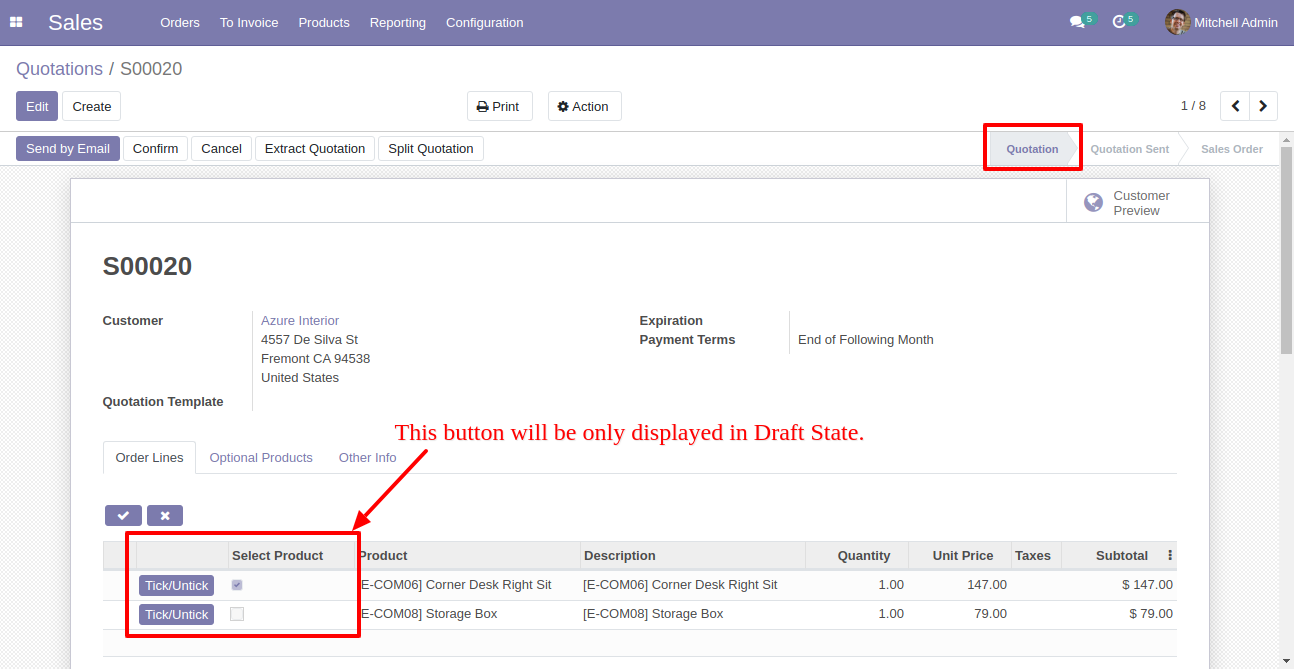 Sales Orders To Invoice Products Reporting Configuration 5 5 Mitchell Admin
Quotations / S00020
Edit Create Print Action 1 / 8
Send by Email Confirm Cancel Extract Quotation Split Quotation Quotation Quotation Sent Sales Order
Customer
Preview
S00020
Customer Azure Interior Expiration
4557 De Silva St Payment Terms End of Following Month
Fremont CA 94538
United States
Quotation Template
This button will be only displayed in Draft State.
Order Lines Optional Products Other Info
Select Product Product Description Quantity Unit Price Taxes Subtotal
Tick/Untick [E-COM06] Corner Desk Right Sit [E-COM06] Corner Desk Right Sit 1.00 147.00 $ 147.00
Tick/Untick [E-COM08] Storage Box [E-COM08] Storage Box 1.00 79.00 $ 79.00